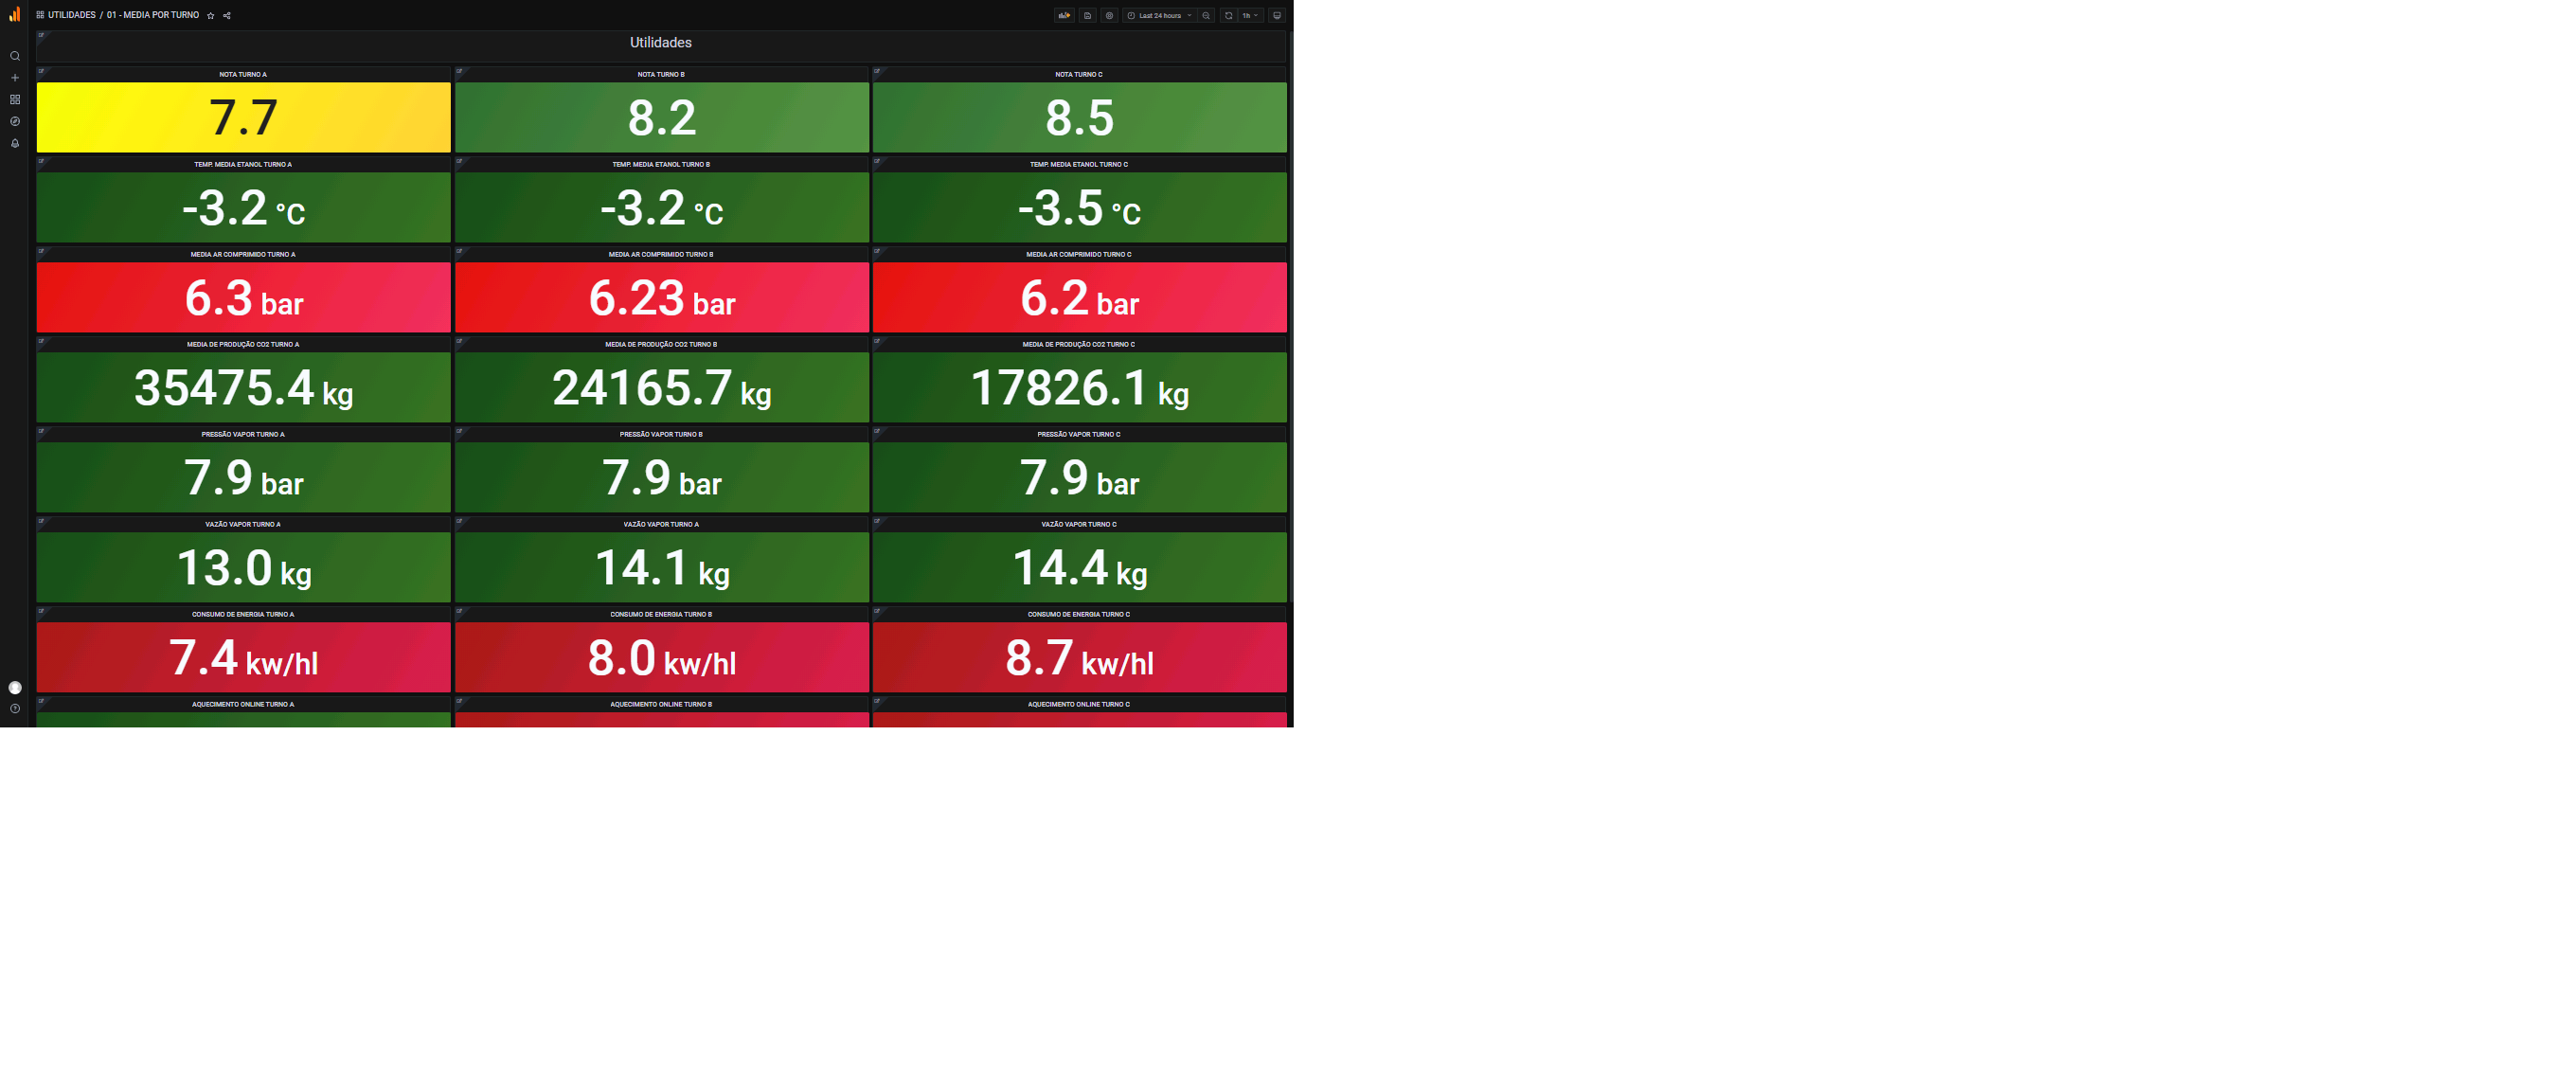 UTILIDADES / 01 - MEDIA POR TURNO
Last 24 hours
1h
Utilidades
NOTA TURNO A
NOTA TURNO B
NOTA TURNO C
7.7
8.2
8.5
TEMP. MEDIA ETANOL TURNO A
TEMP. MEDIA ETANOL TURNO B
TEMP. MEDIA ETANOL TURNO C
-3.2 °C
-3.2 °C
-3.5 °C
MEDIA AR COMPRIMIDO TURNO A
MEDIA AR COMPRIMIDO TURNO B
MEDIA AR COMPRIMIDO TURNO C
6.3 bar
6.23 bar
6.2 bar
MEDIA DE PRODUÇÃO CO2 TURNO A
MEDIA DE PRODUÇÃO CO2 TURNO B
MEDIA DE PRODUÇÃO CO2 TURNO C
35475.4 kg
24165.7 kg
17826.1 kg
PRESSÃO VAPOR TURNO A
PRESSÃO VAPOR TURNO B
PRESSÃO VAPOR TURNO C
7.9 bar
7.9 bar
7.9 bar
VAZÃO VAPOR TURNO A
VAZÃO VAPOR TURNO A
VAZÃO VAPOR TURNO C
13.0 kg
14.1 kg
14.4 kg
CONSUMO DE ENERGIA TURNO A
CONSUMO DE ENERGIA TURNO B
CONSUMO DE ENERGIA TURNO C
7.4 kw/hl
8.0 kw/hl
8.7 kw/hl
AQUECIMENTO ONLINE TURNO A
AQUECIMENTO ONLINE TURNO B
AQUECIMENTO ONLINE TURNO C